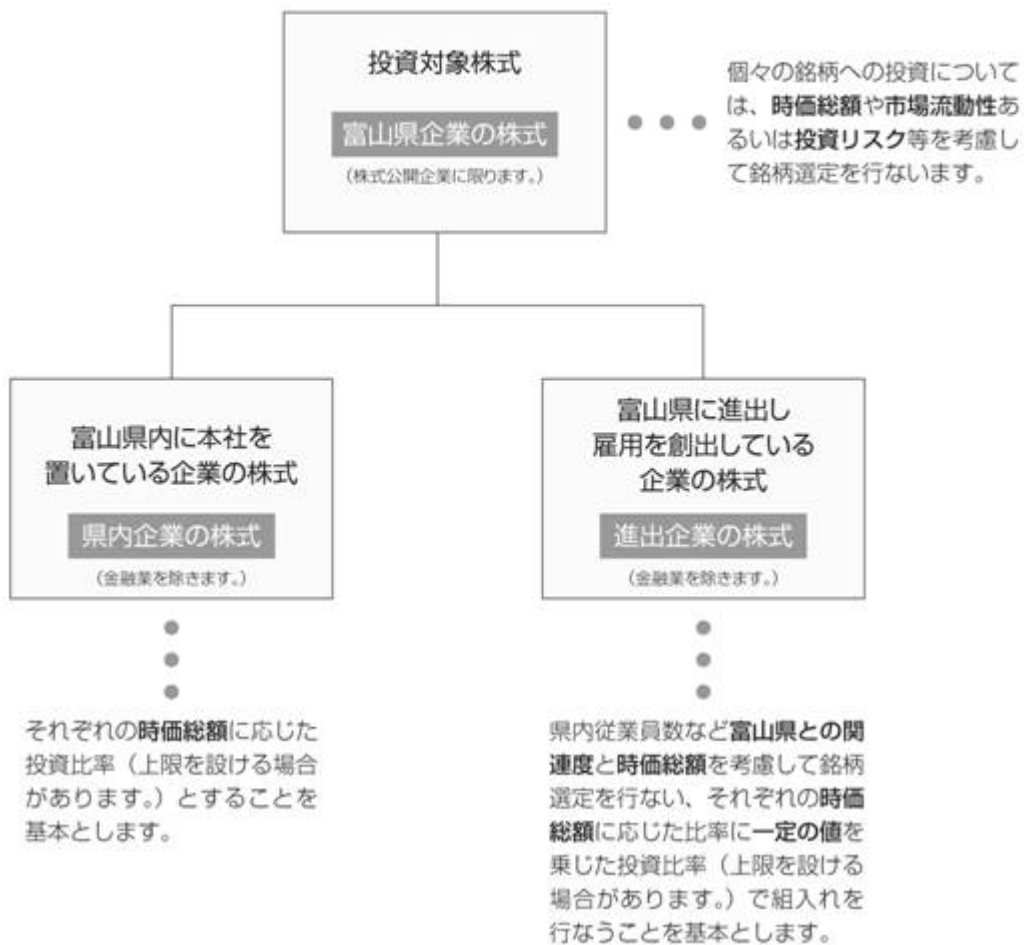 投資対象株式
富山県企業の株式
（株式公開企業に限ります。）
個々の銘柄への投資について
は、時価総額や市場流動性あ
るいは投資リスク等を考慮し
て銘柄選定を行ないます。
富山県内に本社を
置いている企業の株式
県内企業の株式
（金融業を除きます。）
それぞれの時価総額に応じた
投資比率（上限を設ける場合
があります。）とすることを
基本とします。
富山県に進出し
雇用を創出している
企業の株式
進出企業の株式
（金融業を除きます。）
県内従業員数など富山県との関
連度と時価総額を考慮して銘柄
選定を行ない、それぞれの時価
総額に応じた比率に一定の値を
乗じた投資比率（上限を設ける
場合があります。）で組入れを
行なうことを基本とします。